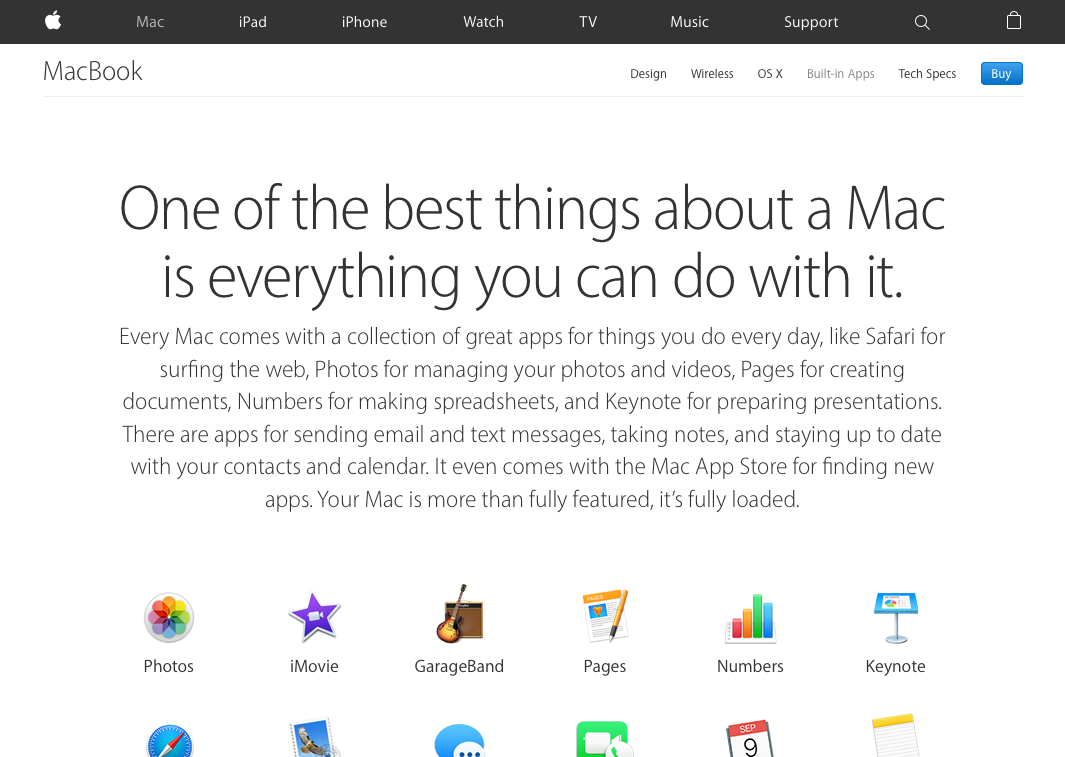 Mac iPad iPhone Watch TV Music Support
MacBook
Design Wireless OS X Built-in Apps Tech Specs Buy
One of the best things about a Mac
is everything you can do with it.
Every Mac comes with a collection of great apps for things you do every day, like Safari for
surfing the web, Photos for managing your photos and videos, Pages for creating
documents, Numbers for making spreadsheets, and Keynote for preparing presentations.
There are apps for sending email and text messages, taking notes, and staying up to date
with your contacts and calendar. It even comes with the Mac App Store for finding new
apps. Your Mac is more than fully featured, it’s fully loaded.
PAGES
Photos iMovie GarageBand Pages Numbers Keynote
SEP
9